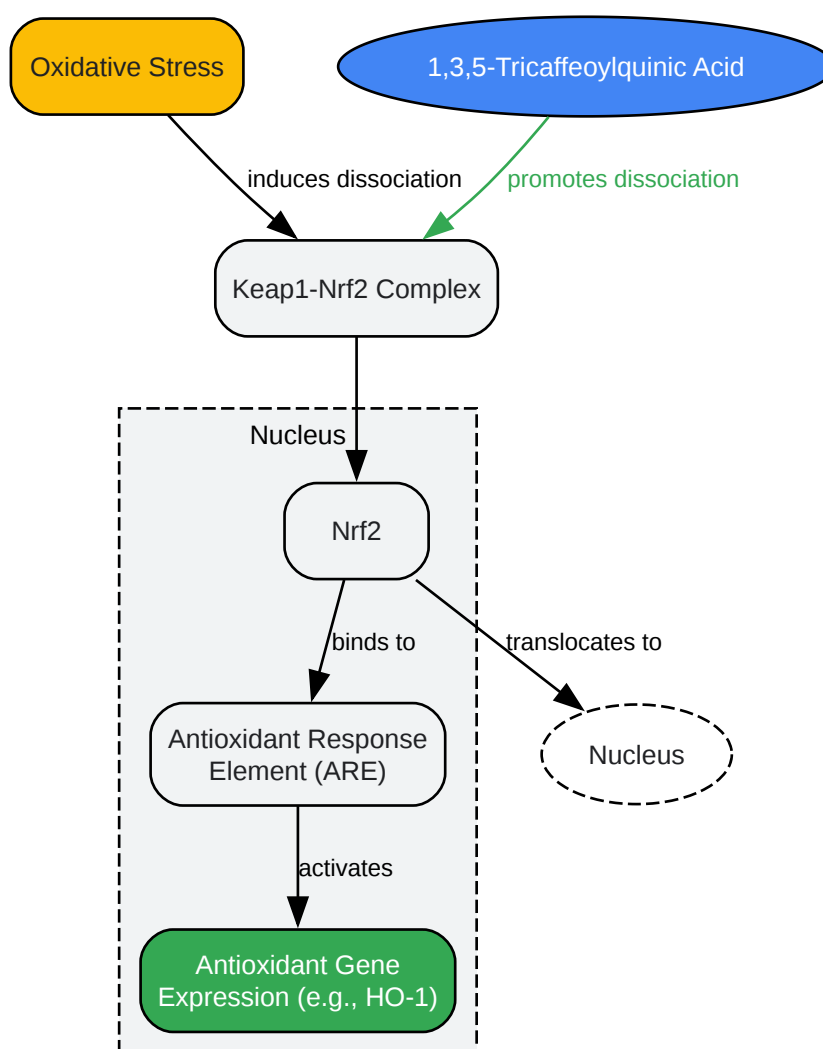 Oxidative Stress
1,3,5-Tricaffeoylquinic Acid
induces dissociation
promotes dissociation
Keap1-Nrf2 Complex
Nucleus
Nrf2
binds to
translocates to
Antioxidant Response
Element (ARE)
Nucleus
activates
Antioxidant Gene
Expression (e.g., HO-1)